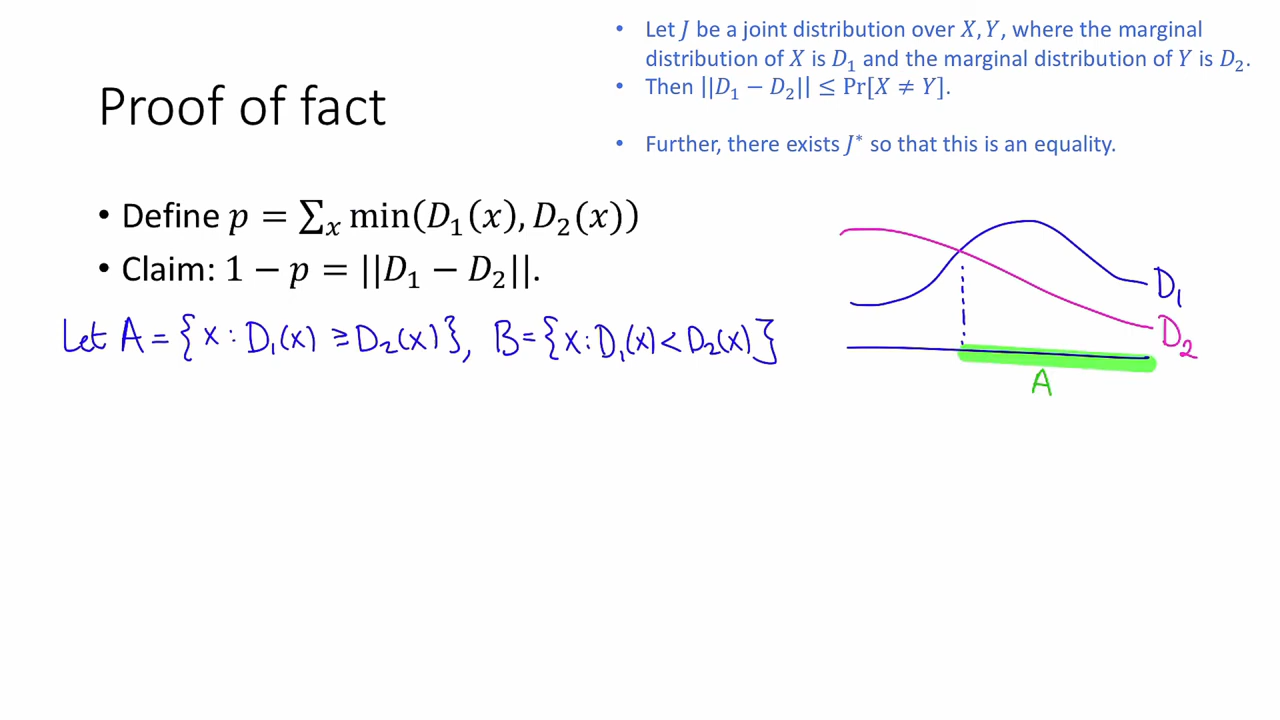 • Let J be a joint distribution over X, Y, where the marginal
distribution of X is D₁ and the marginal distribution of Y is D₂.
• Then ||D₁ − D₂|| ≤ Pr[X ≠ Y].
• Further, there exists J* so that this is an equality.
Proof of fact
• Define p = ∑ₓ min(D₁(x), D₂(x))
• Claim: 1 − p = ||D₁ − D₂||.
Let A = {x : D₁(x) ≥ D₂(x)}, B = {x : D₁(x) < D₂(x)}
D₁
D₂
A